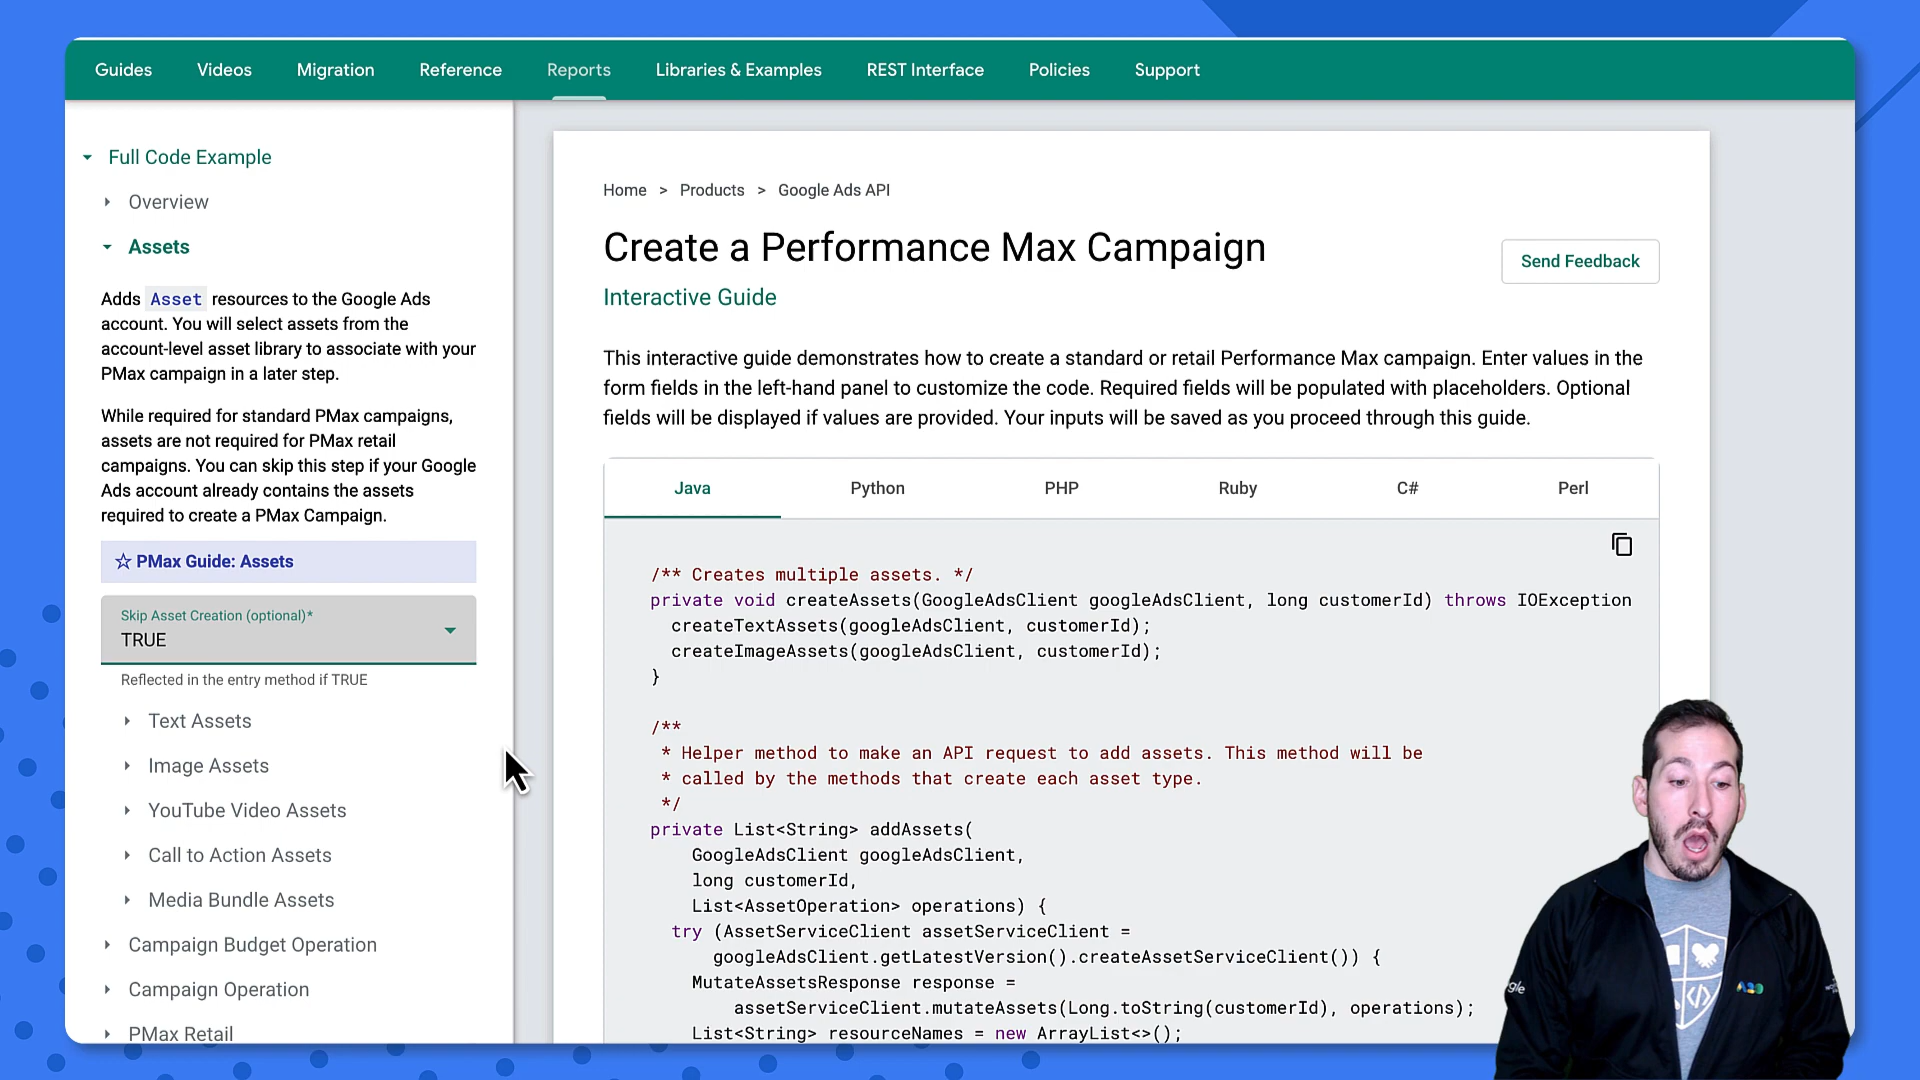 Guides Videos Migration Reference Reports Libraries & Examples REST Interface Policies Support
Full Code Example
Overview
Assets
Adds Asset resources to the Google Ads
account. You will select assets from the
account-level asset library to associate with your
PMax campaign in a later step.
While required for standard PMax campaigns,
assets are not required for PMax retail
campaigns. You can skip this step if your Google
Ads account already contains the assets
required to create a PMax Campaign.
☆ PMax Guide: Assets
Skip Asset Creation (optional)*
TRUE
Reflected in the entry method if TRUE
Text Assets
Image Assets
YouTube Video Assets
Call to Action Assets
Media Bundle Assets
Campaign Budget Operation
Campaign Operation
PMax Retail
Home > Products > Google Ads API
Create a Performance Max Campaign
Send Feedback
Interactive Guide
This interactive guide demonstrates how to create a standard or retail Performance Max campaign. Enter values in the
form fields in the left-hand panel to customize the code. Required fields will be populated with placeholders. Optional
fields will be displayed if values are provided. Your inputs will be saved as you proceed through this guide.
Java Python PHP Ruby C# Perl
/** Creates multiple assets. */
private void createAssets(GoogleAdsClient googleAdsClient, long customerId) throws IOException
createTextAssets(googleAdsClient, customerId);
createImageAssets(googleAdsClient, customerId);
}
/**
* Helper method to make an API request to add assets. This method will be
* called by the methods that create each asset type.
*/
private List<String> addAssets(
GoogleAdsClient googleAdsClient,
long customerId,
List<AssetOperation> operations) {
try (AssetServiceClient assetServiceClient =
googleAdsClient.getLatestVersion().createAssetServiceClient()) {
MutateAssetsResponse response =
assetServiceClient.mutateAssets(Long.toString(customerId), operations);
List<String> resourceNames = new ArrayList<>();